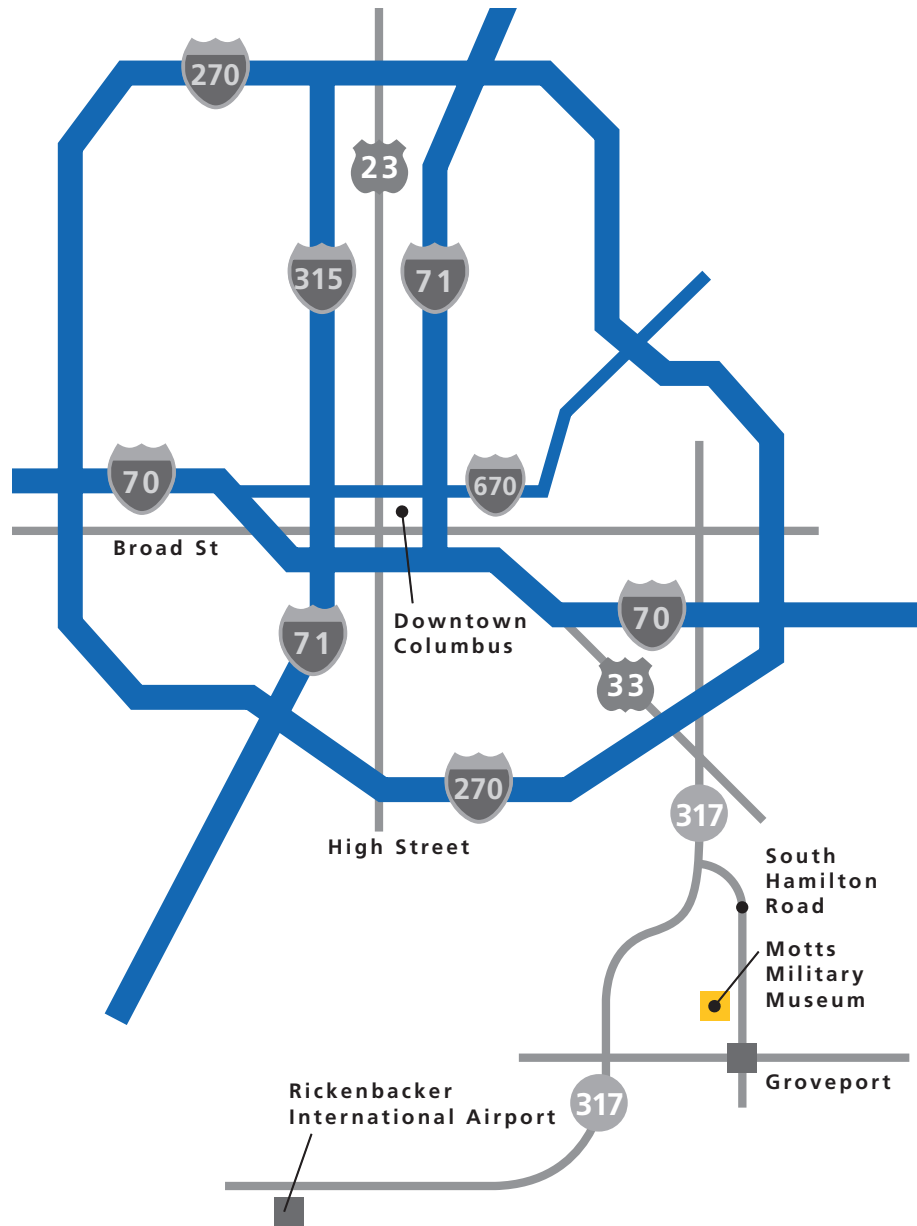 270
23
315
71
70
670
Broad St
Downtown
Columbus
70
71
33
270
317
High Street
South
Hamilton
Road
Motts
Military
Museum
Groveport
Rickenbacker
International Airport
317